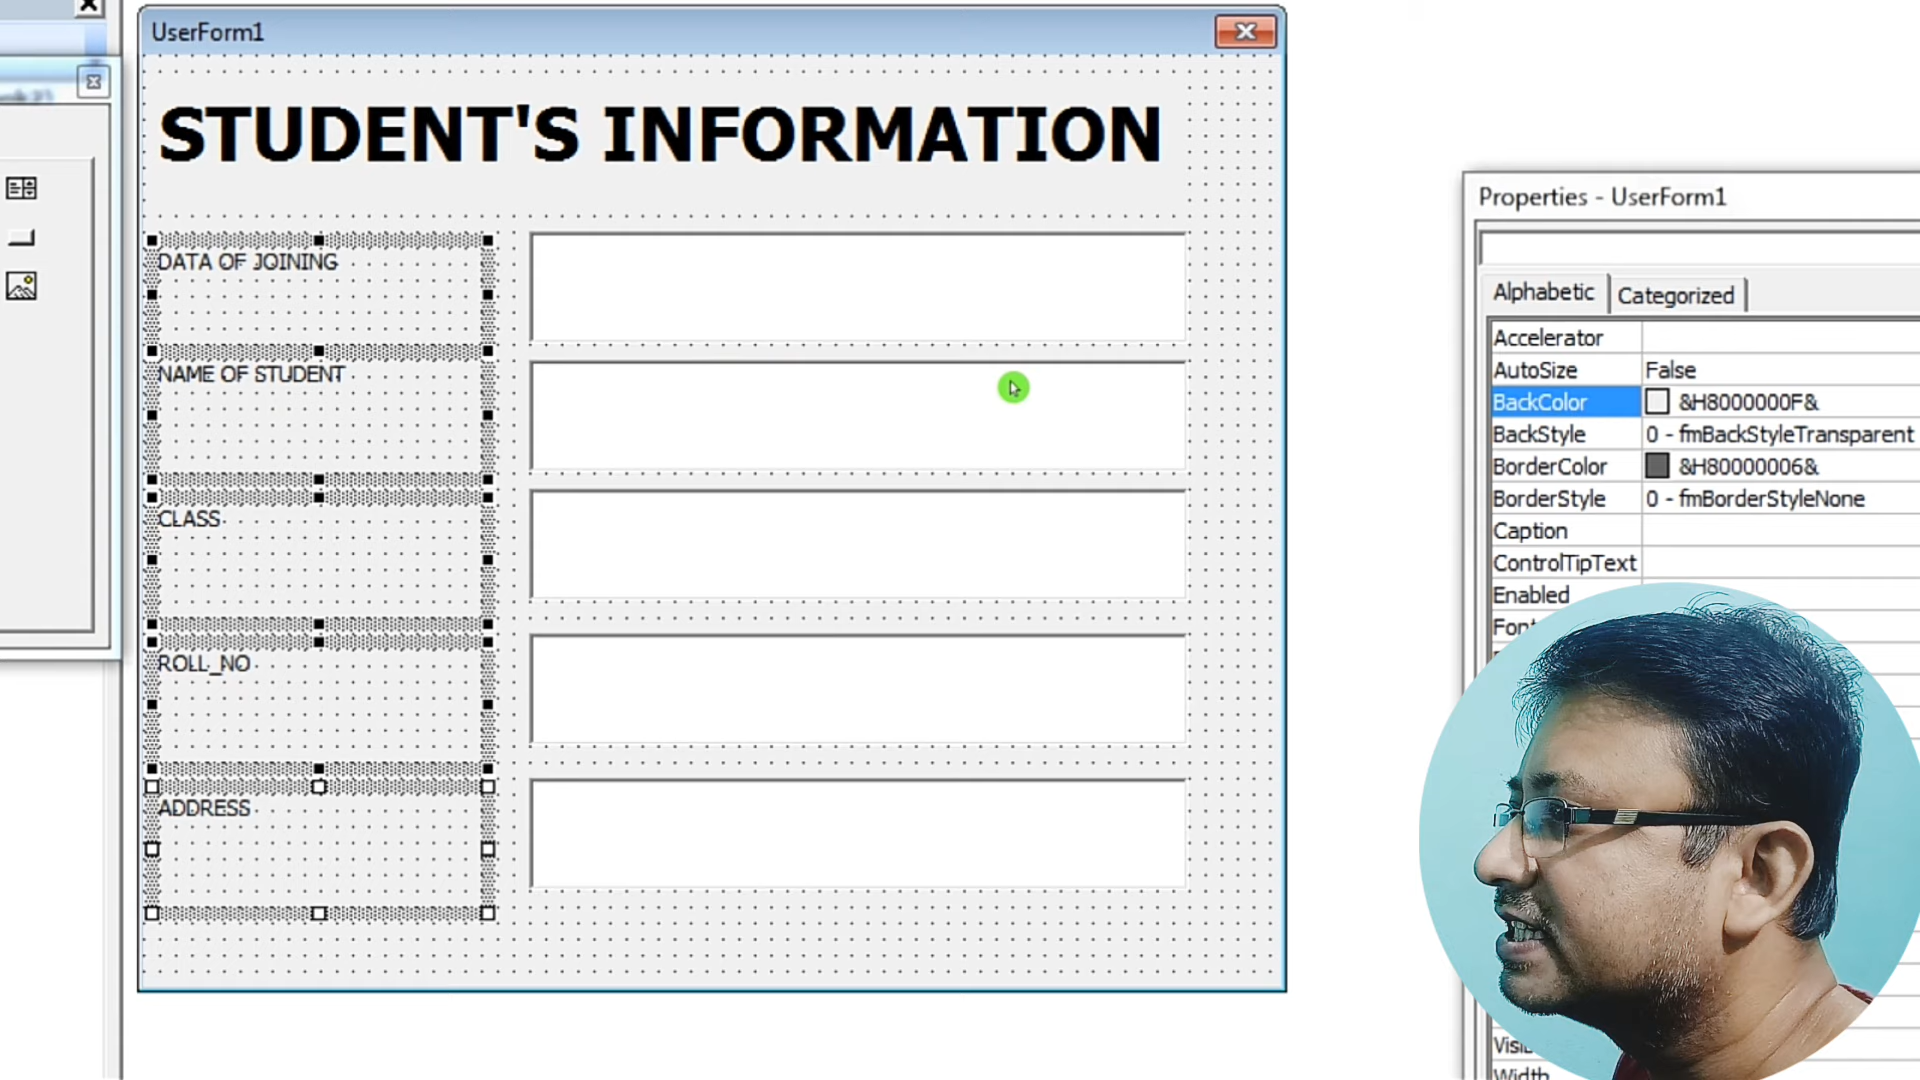 UserForm1
STUDENT'S INFORMATION
DATA OF JOINING
NAME OF STUDENT
CLASS
ROLL_NO
ADDRESS
Properties - UserForm1
Alphabetic Categorized
Accelerator
AutoSize False
BackColor &H8000000F&
BackStyle 0 - fmBackStyleTransparent
BorderColor &H80000006&
BorderStyle 0 - fmBorderStyleNone
Caption
ControlTipText
Enabled
Width